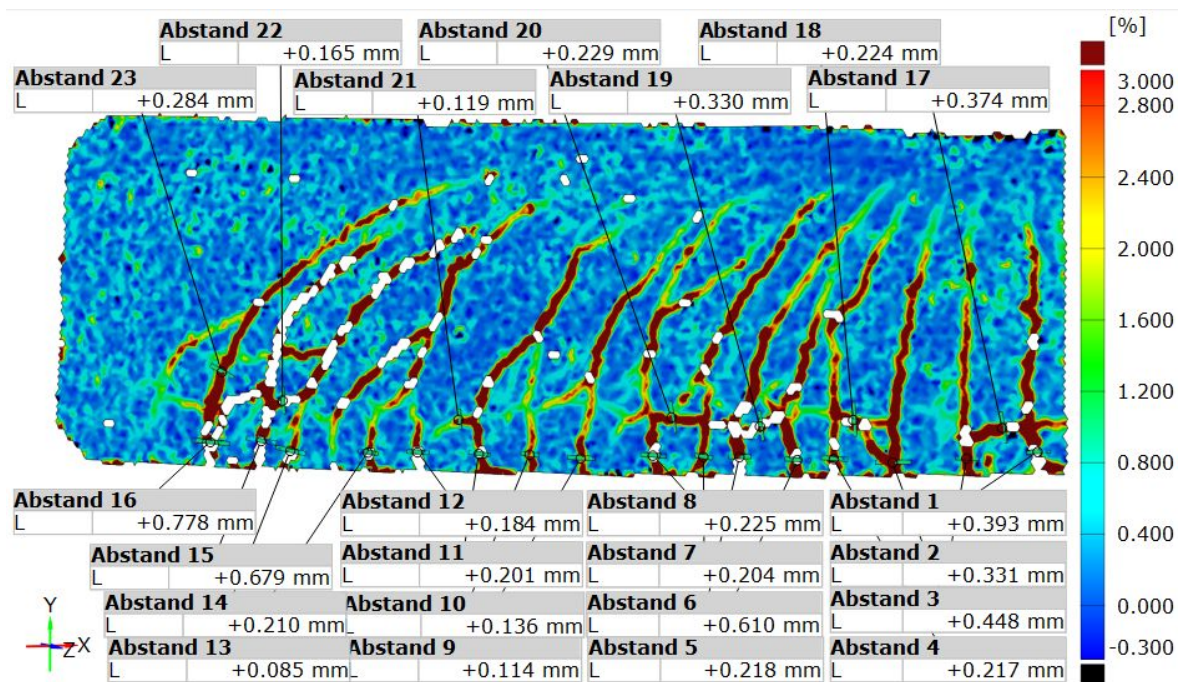 Abstand 22
L +0.165 mm
Abstand 20
L +0.229 mm
Abstand 18
L +0.224 mm
[%]
Abstand 23
L +0.284 mm
Abstand 21
L +0.119 mm
Abstand 19
L +0.330 mm
Abstand 17
L +0.374 mm
3.000
2.800
2.400
2.000
1.600
1.200
0.800
0.400
0.000
-0.300
Abstand 16
L +0.778 mm
Abstand 12
L +0.184 mm
Abstand 8
L +0.225 mm
Abstand 1
L +0.393 mm
Abstand 15
L +0.679 mm
Abstand 11
L +0.201 mm
Abstand 7
L +0.204 mm
Abstand 2
L +0.331 mm
Abstand 14
L +0.210 mm
Abstand 10
L +0.136 mm
Abstand 6
L +0.610 mm
Abstand 3
L +0.448 mm
Abstand 13
L +0.085 mm
Abstand 9
L +0.114 mm
Abstand 5
L +0.218 mm
Abstand 4
L +0.217 mm
Y
Z X